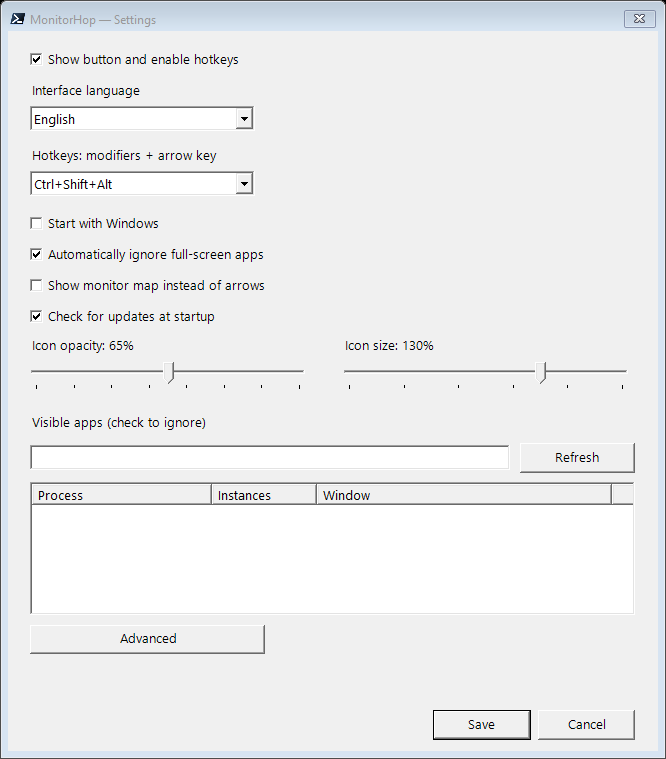 MonitorHop — Settings
Show button and enable hotkeys
Interface language
English
Hotkeys: modifiers + arrow key
Ctrl+Shift+Alt
Start with Windows
Automatically ignore full-screen apps
Show monitor map instead of arrows
Check for updates at startup
Icon opacity: 65% Icon size: 130%
Visible apps (check to ignore)
Refresh
Process Instances Window
Advanced
Save Cancel